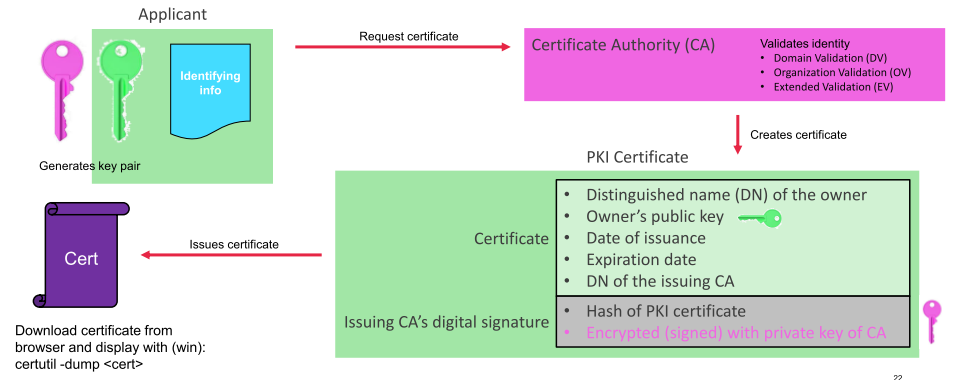 Applicant
Request certificate
Certificate Authority (CA)
Validates identity
• Domain Validation (DV)
• Organization Validation (OV)
• Extended Validation (EV)
Identifying
info
Generates key pair
Creates certificate
PKI Certificate
Certificate
• Distinguished name (DN) of the owner
• Owner's public key
• Date of issuance
• Expiration date
• DN of the issuing CA
Issuing CA's digital signature
• Hash of PKI certificate
• Encrypted (signed) with private key of CA
Issues certificate
Cert
Download certificate from
browser and display with (win):
certutil -dump <cert>
22